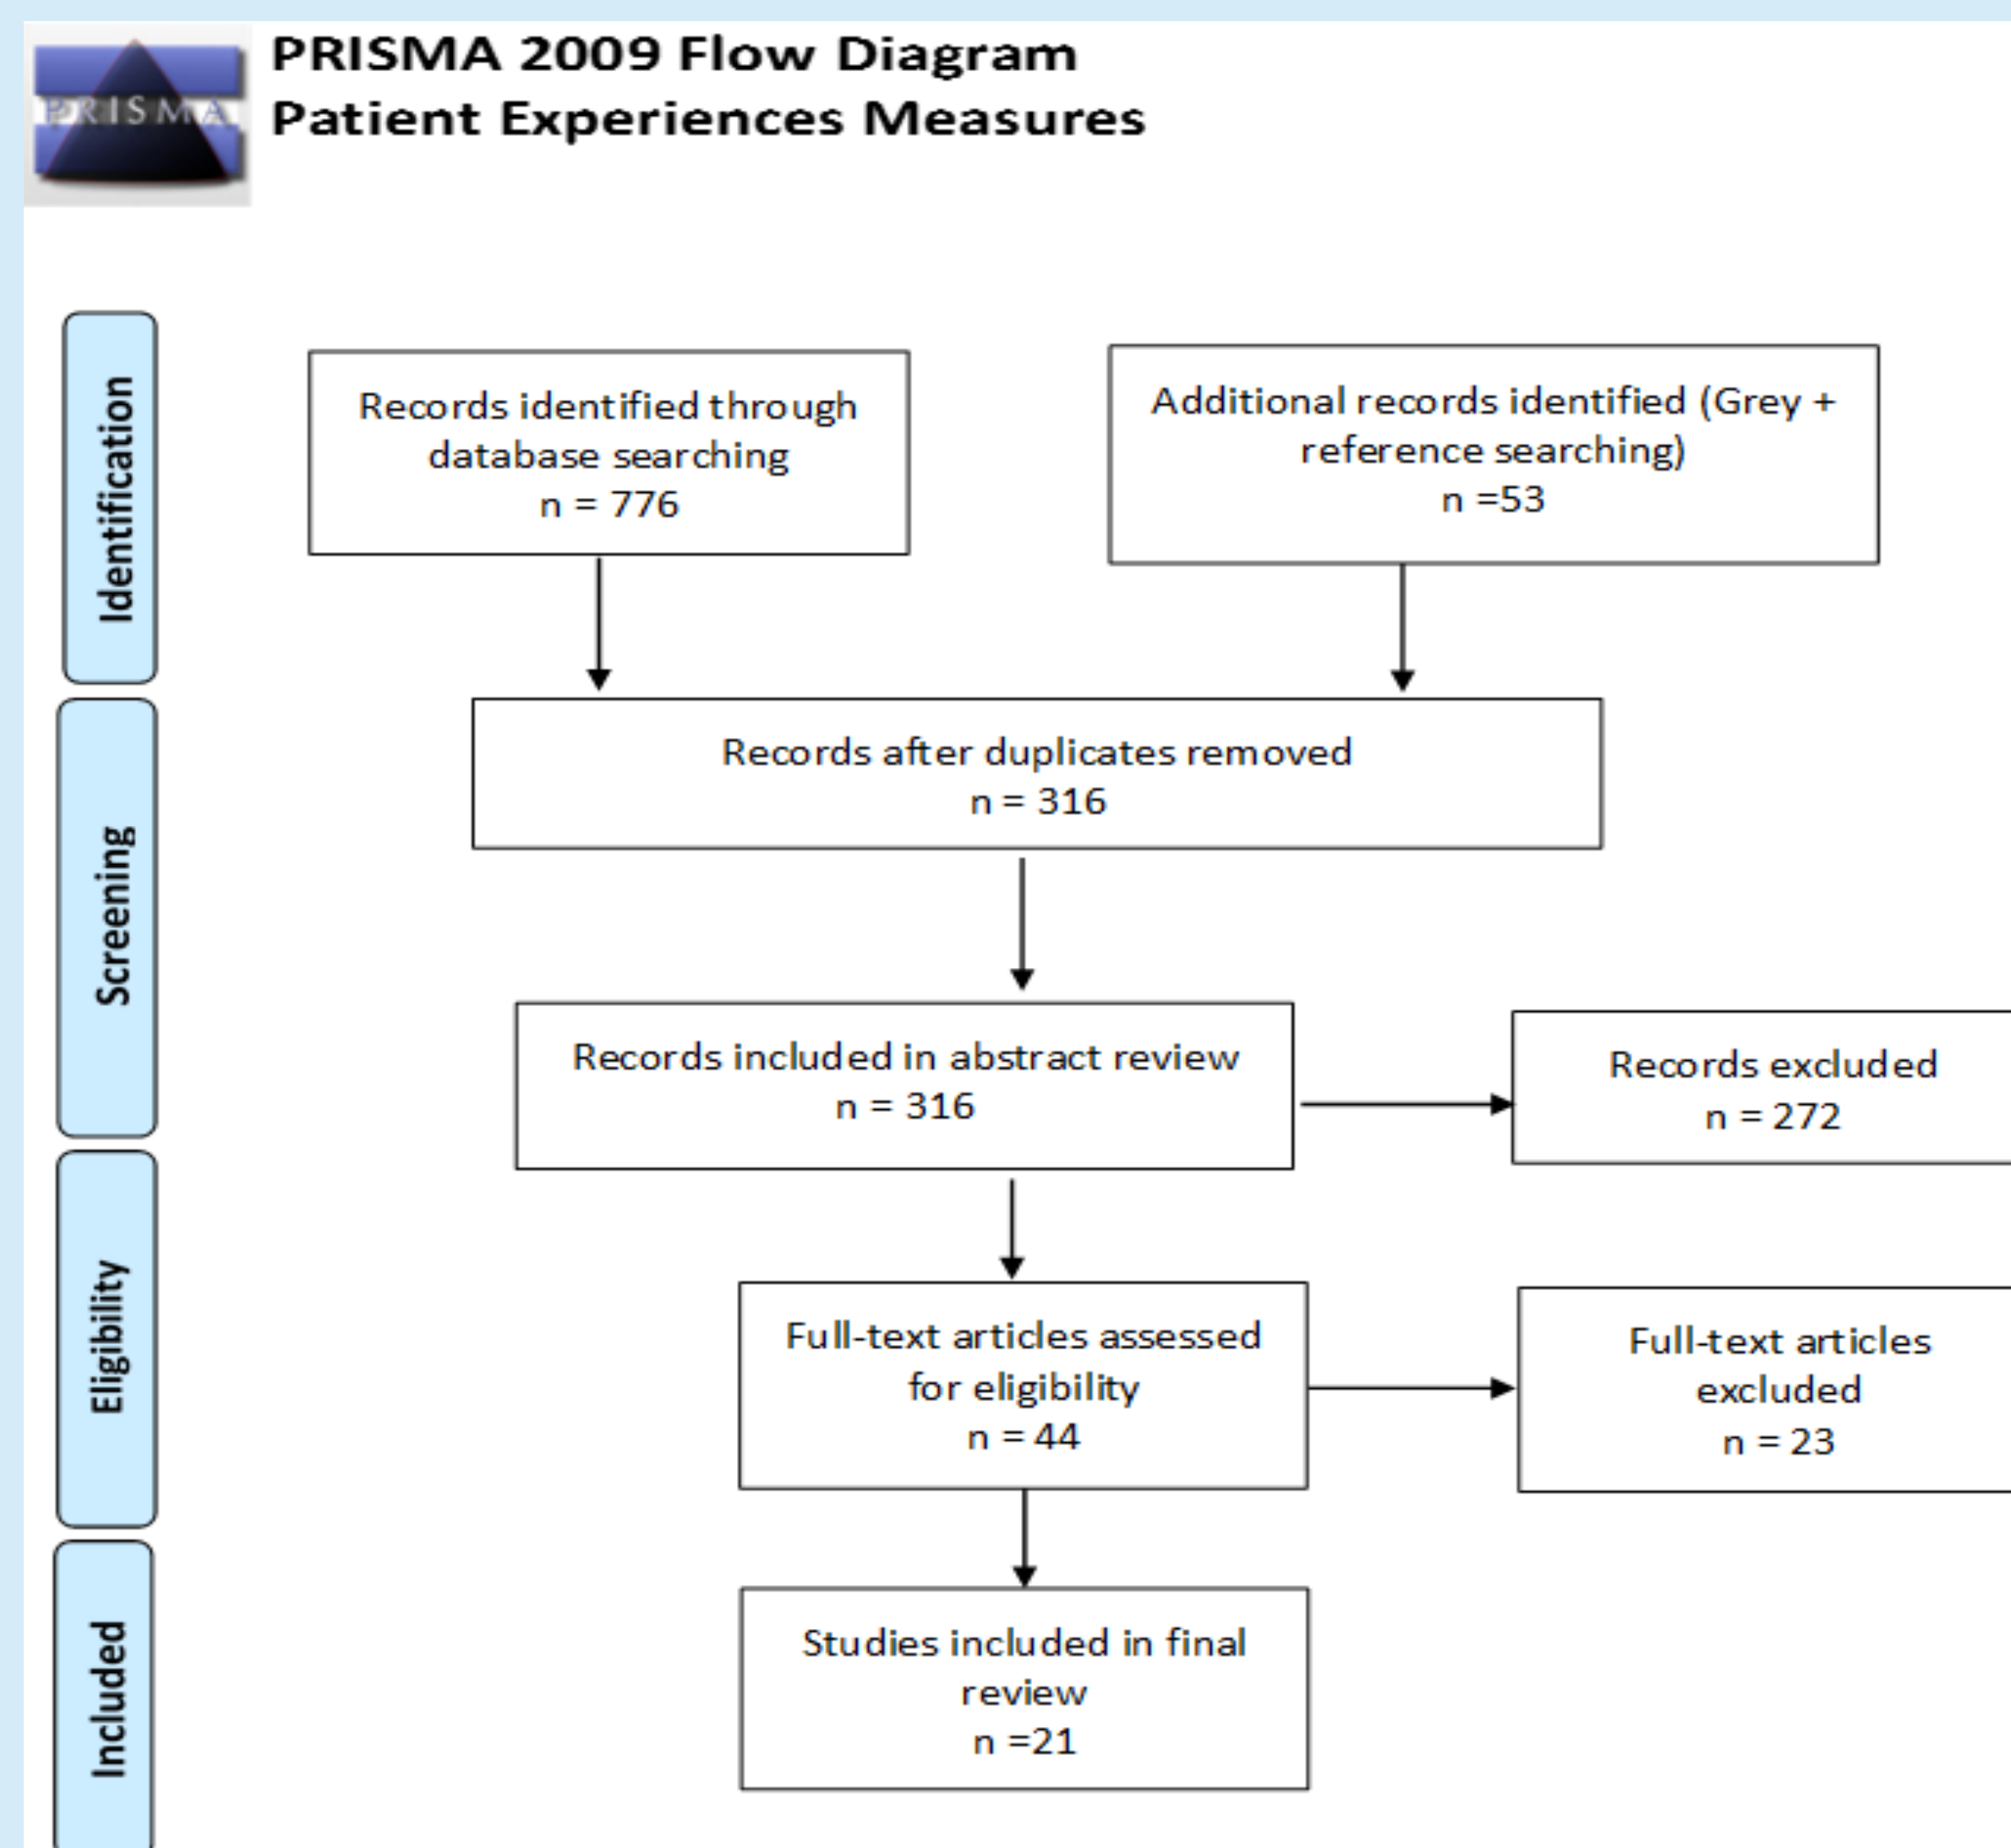 PRISMA
PRISMA 2009 Flow Diagram
Patient Experiences Measures
Identification
Records identified through
database searching
n = 776
Additional records identified (Grey +
reference searching)
n =53
Screening
Records after duplicates removed
n = 316
Records included in abstract review
n = 316
Records excluded
n = 272
Eligibility
Full-text articles assessed
for eligibility
n = 44
Full-text articles
excluded
n = 23
Included
Studies included in final
review
n =21